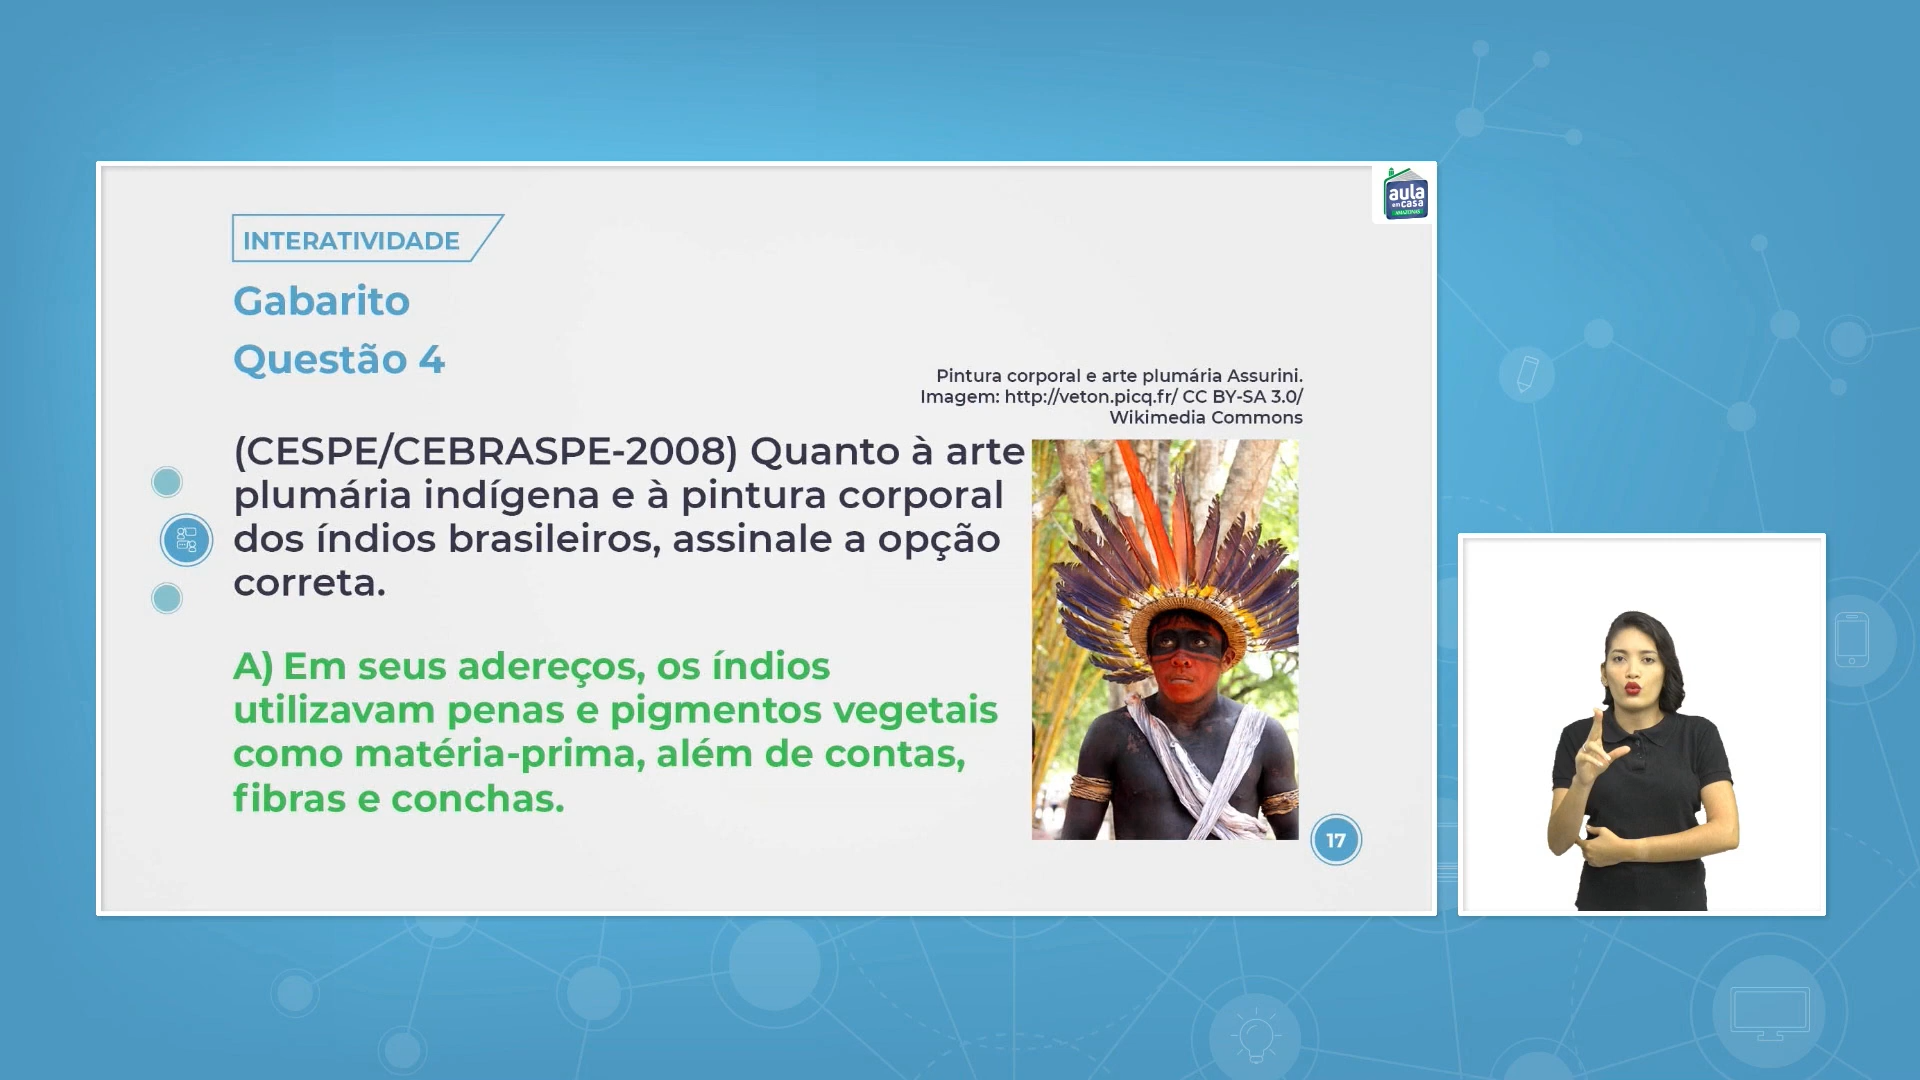 aula
em casa
AMAZONAS
INTERATIVIDADE
Gabarito
Questão 4
Pintura corporal e arte plumária Assurini.
Imagem: http://veton.picq.fr/ CC BY-SA 3.0/
Wikimedia Commons
(CESPE/CEBRASPE-2008) Quanto à arte
plumária indígena e à pintura corporal
dos índios brasileiros, assinale a opção
correta.
A) Em seus adereços, os índios
utilizavam penas e pigmentos vegetais
como matéria-prima, além de contas,
fibras e conchas.
17